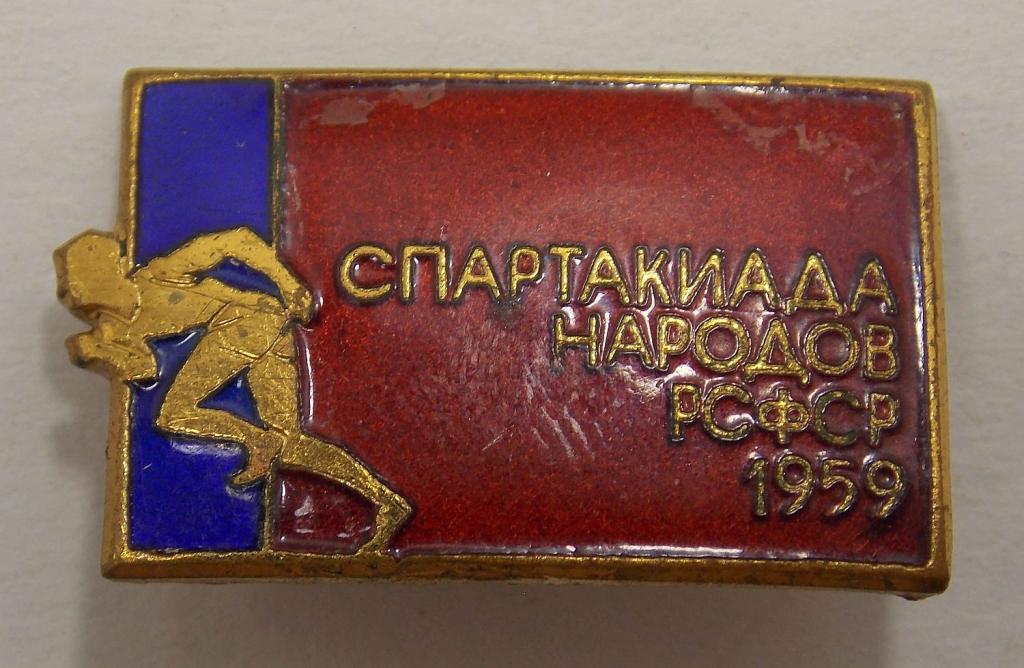 СПАРТАКИАДА
НАРОДОВ
РСФСР
1959